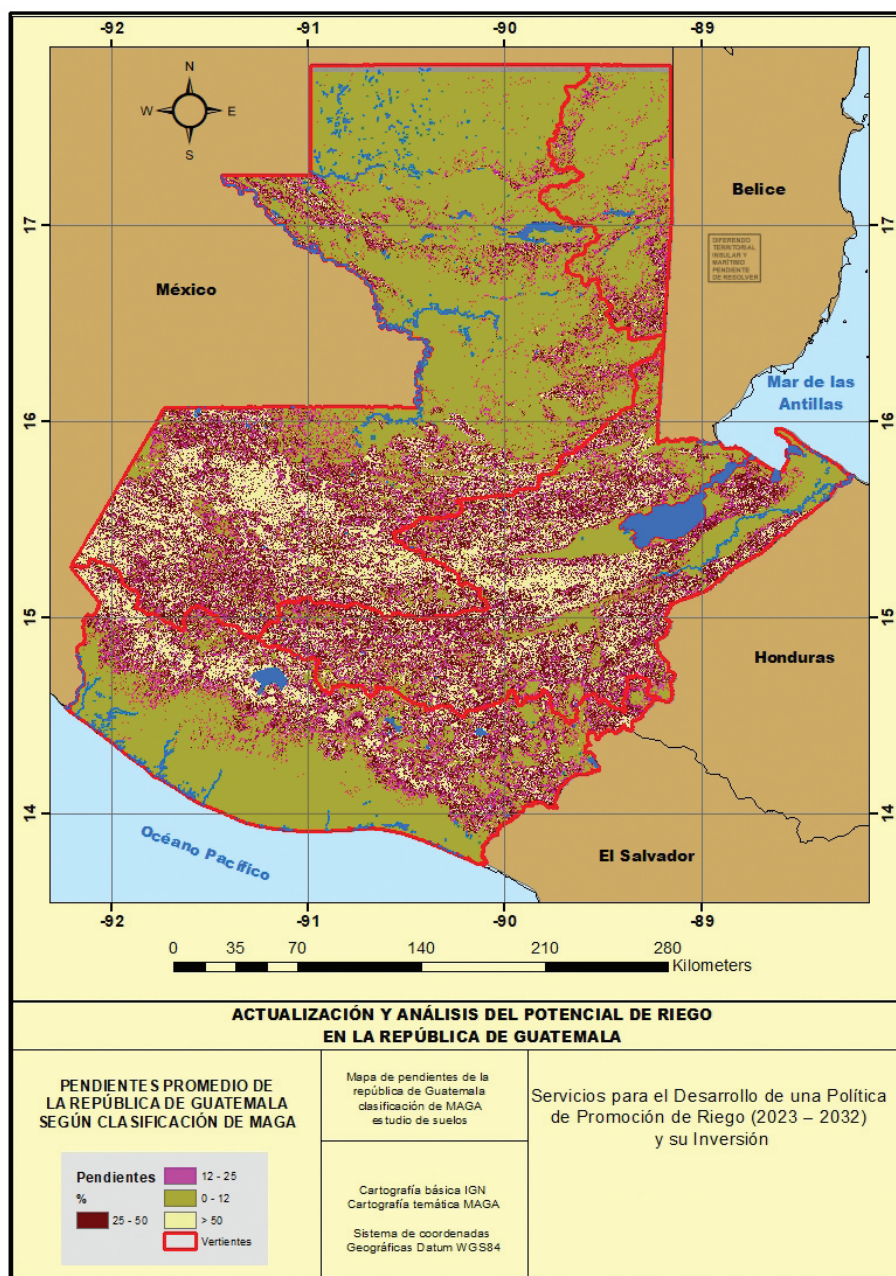 -92
-91
-90
-89
N
W
E
S
17
17
Belice
DIFERENDO
TERRITORIAL
INSULAR Y
MARÍTIMO
PENDIENTE
DE RESOLVER
México
Mar de las
Antillas
16
16
15
15
Honduras
14
14
Océano Pacífico
El Salvador
-92
-91
-90
-89
0 35 70 140 210 280
Kilometers
ACTUALIZACIÓN Y ANÁLISIS DEL POTENCIAL DE RIEGO
EN LA REPÚBLICA DE GUATEMALA
PENDIENTES PROMEDIO DE
LA REPÚBLICA DE GUATEMALA
SEGÚN CLASIFICACIÓN DE MAGA
Pendientes
%
25 - 50
12 - 25
0 - 12
> 50
Vertientes
Mapa de pendientes de la
república de Guatemala
clasificación de MAGA
estudio de suelos
Cartografía básica IGN
Cartografía temática MAGA
Sistema de coordenadas
Geográficas Datum WGS84
Servicios para el Desarrollo de una Política
de Promoción de Riego (2023 – 2032)
y su Inversión